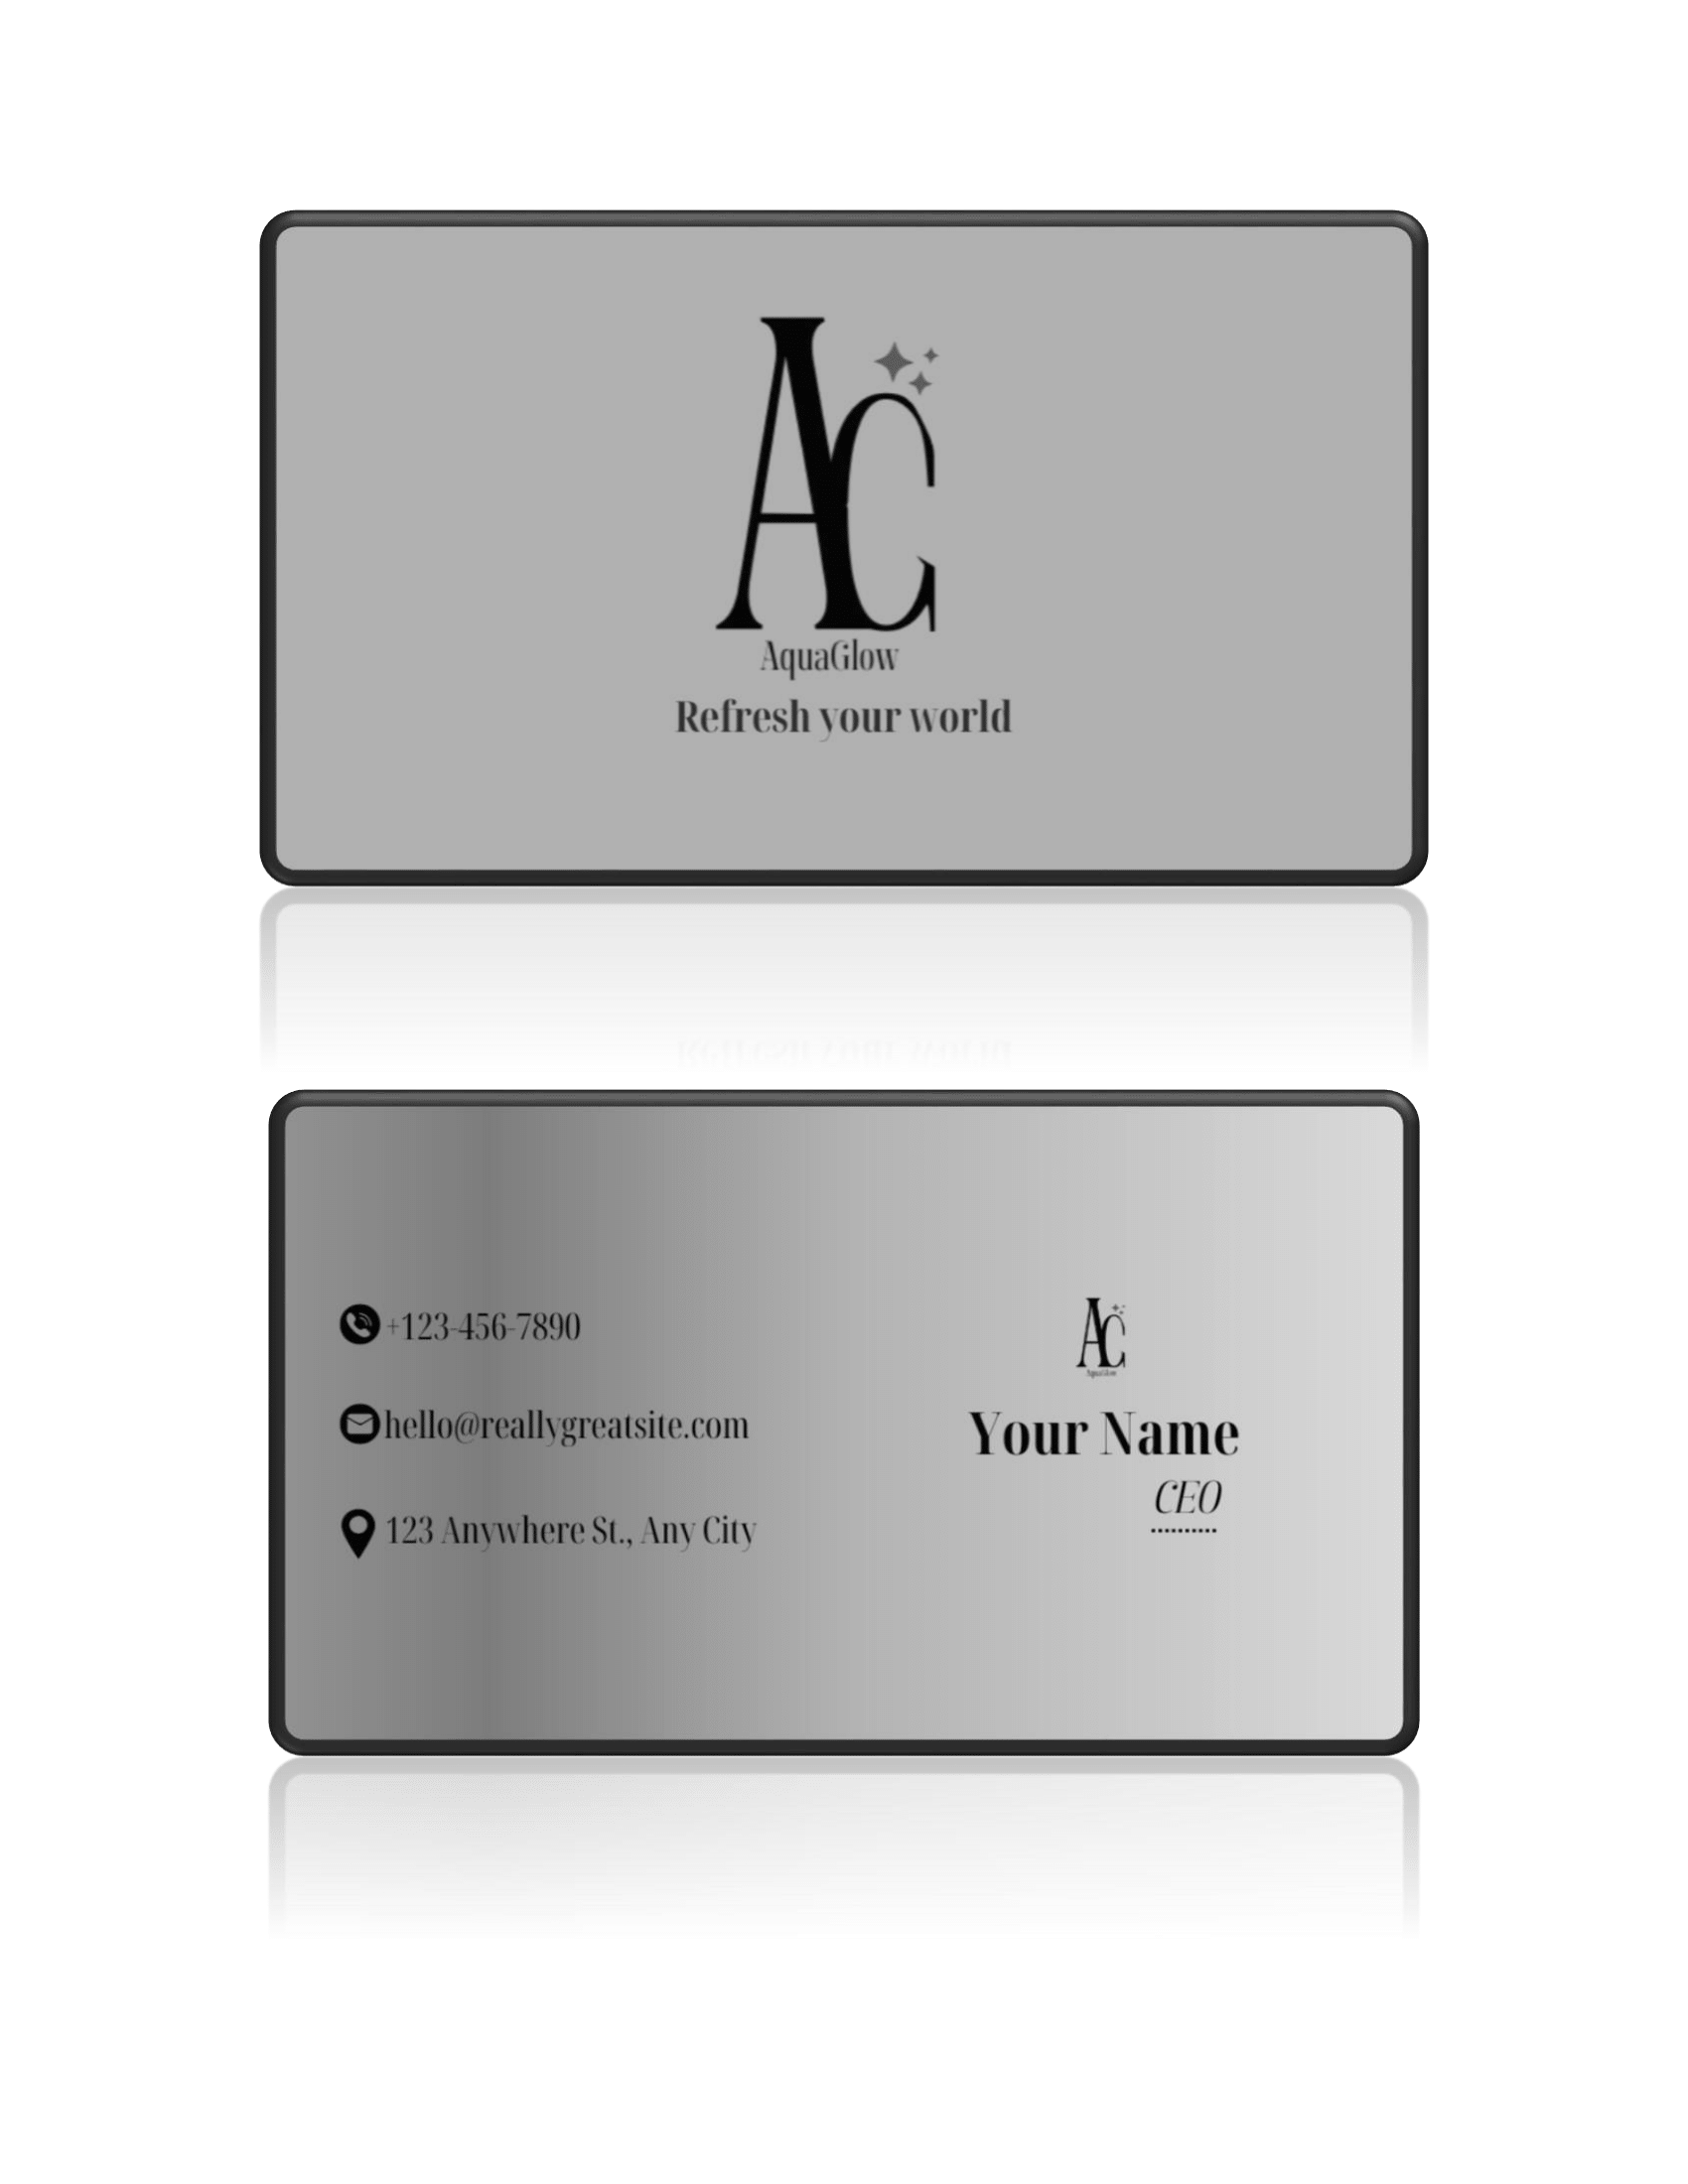 AC
AquaGlow
Refresh your world
+123-456-7890
hello@reallygreatsite.com
123 Anywhere St., Any City
AC
AquaGlow
Your Name
CEO